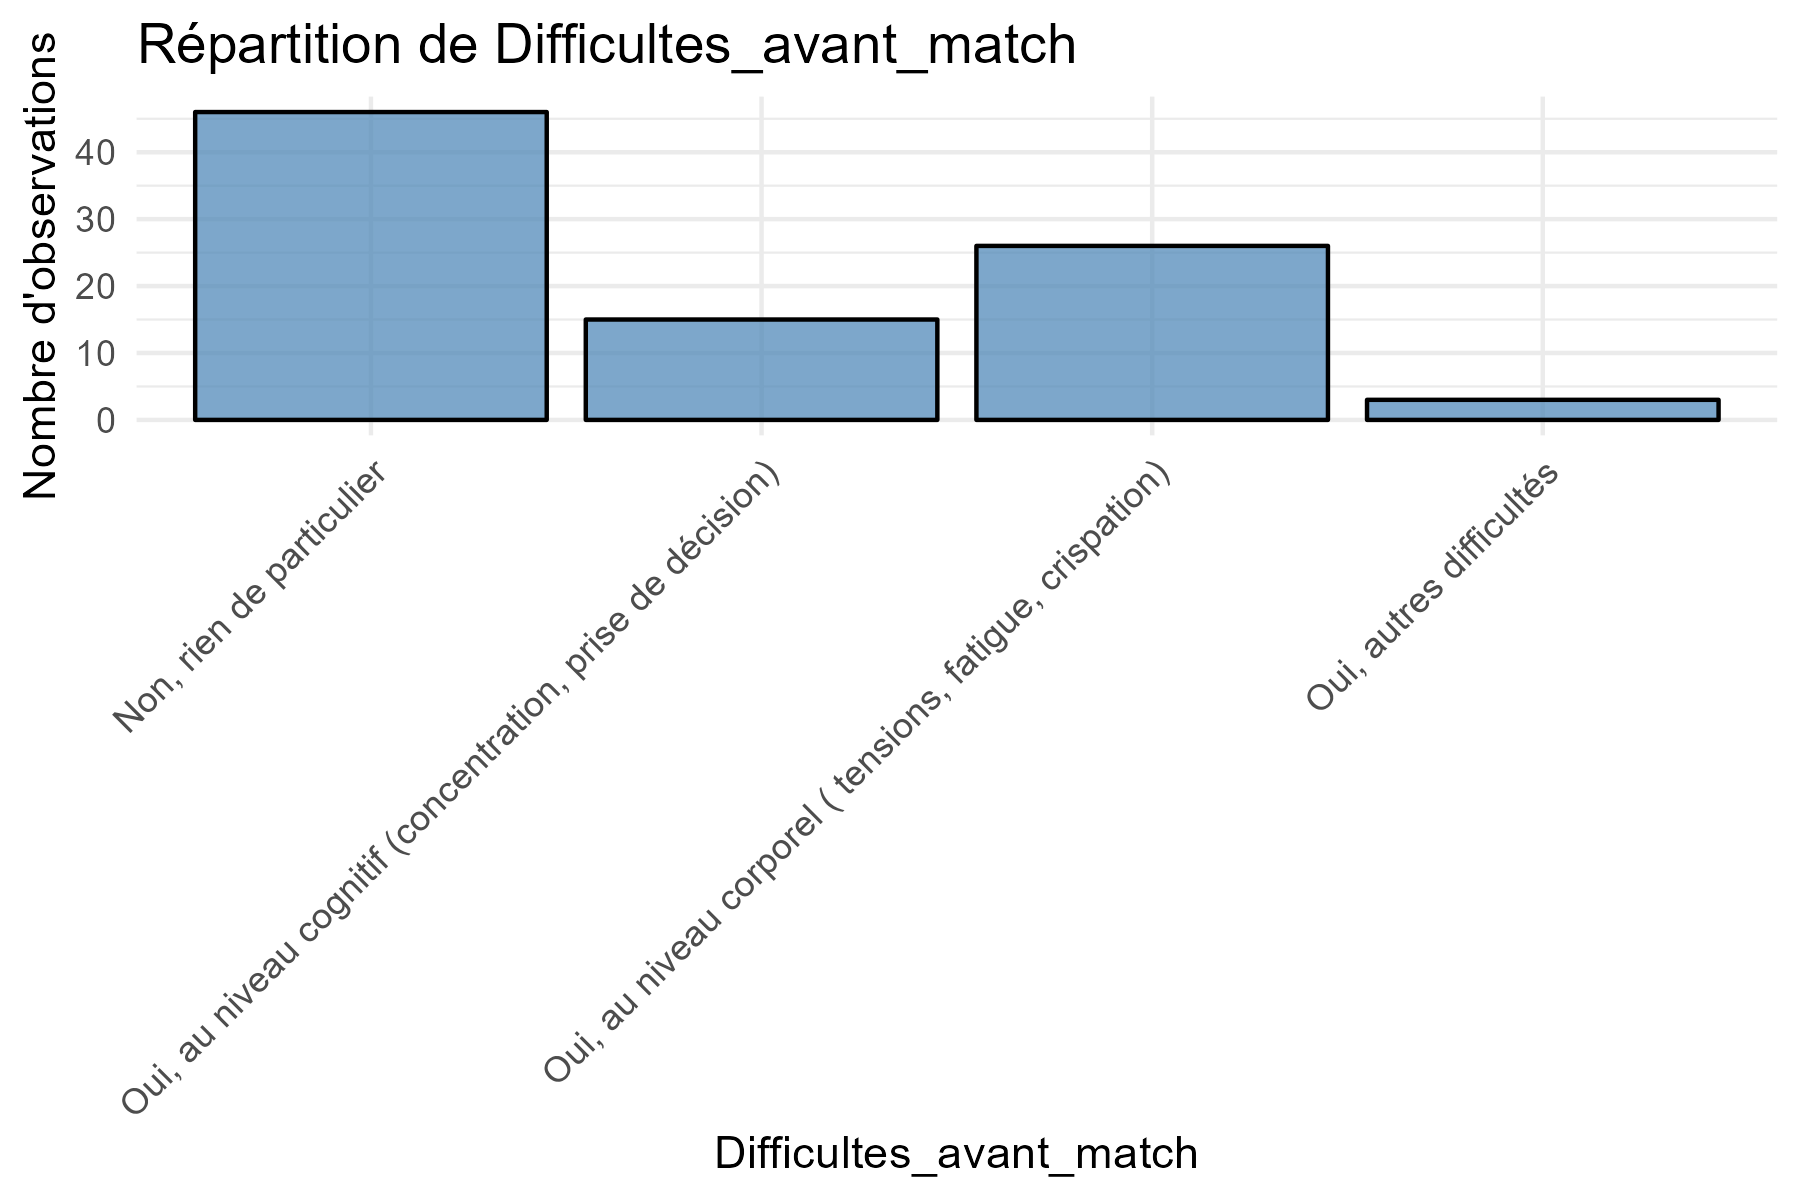 Répartition de Difficultes_avant_match
Nombre d'observations
40
30
20
10
0
Non, rien de particulier
Oui, au niveau cognitif (concentration, prise de décision)
Oui, au niveau corporel ( tensions, fatigue, crispation)
Oui, autres difficultés
Difficultes_avant_match